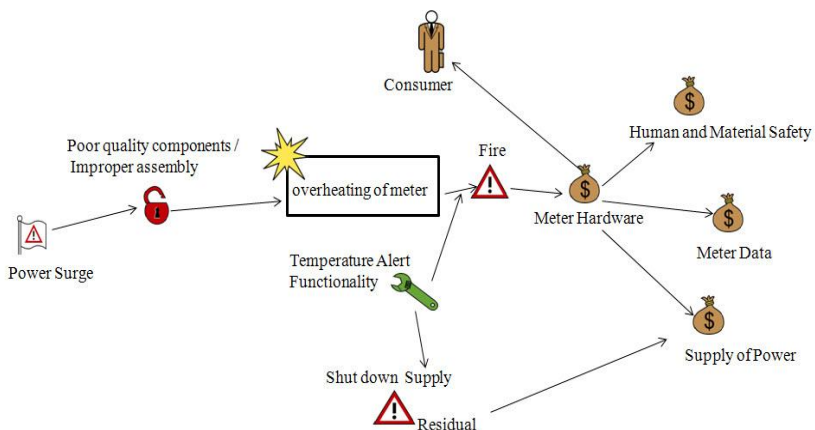 Consumer
Human and Material Safety
Poor quality components /
Improper assembly
Fire
overheating of meter
Meter Hardware
Power Surge
Meter Data
Temperature Alert
Functionality
Supply of Power
Shut down Supply
Residual